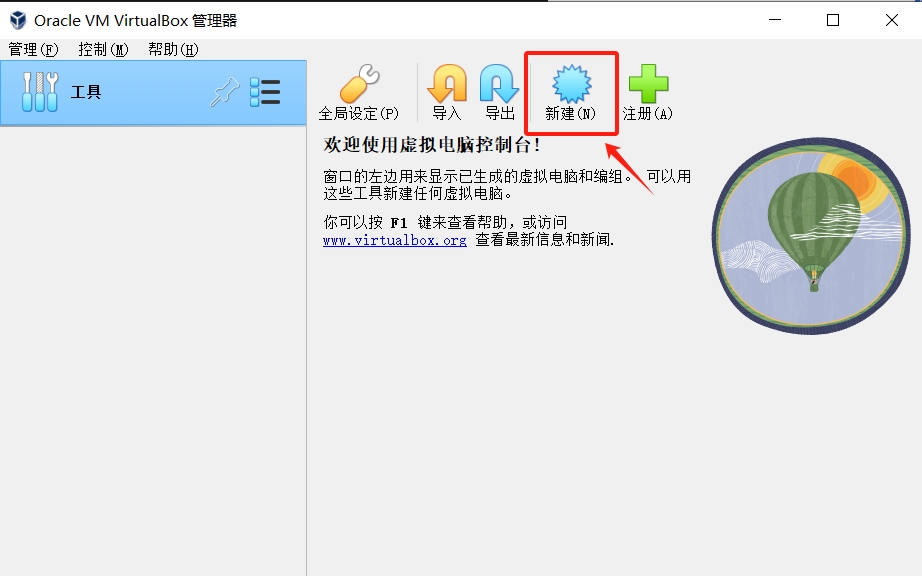 Oracle VM VirtualBox 管理器
管理(F) 控制(M) 帮助(H)
工具
全局设定(P) 导入 导出 新建(N) 注册(A)
欢迎使用虚拟电脑控制台!
窗口的左边用来显示已生成的虚拟电脑和编组。 可以用
这些工具新建任何虚拟电脑。
你可以按 F1 键来查看帮助，或访问
www.virtualbox.org 查看最新信息和新闻.